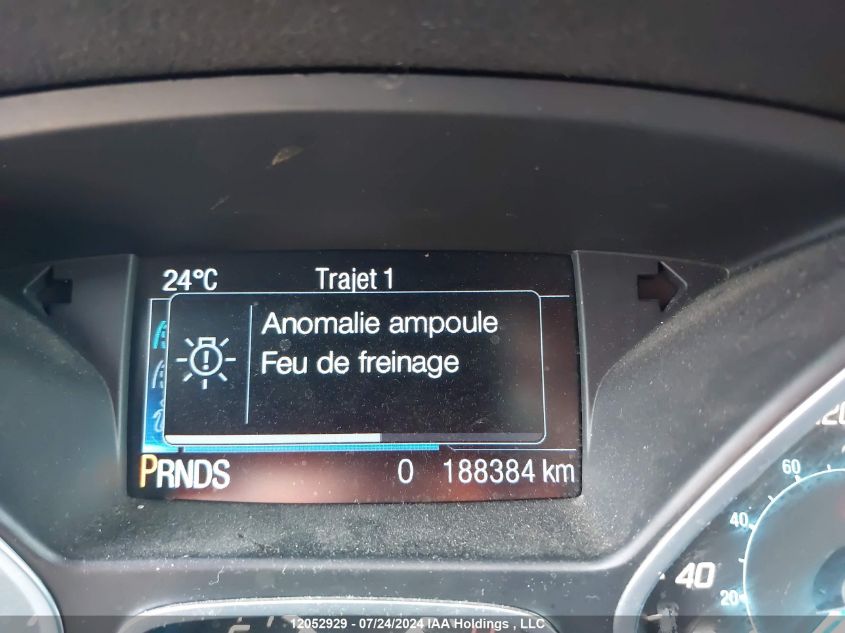 24°C Trajet 1
Anomalie ampoule
Feu de freinage
PRNDS 0 188384 km
120
60
40
40
20
12052929 - 07/24/2024 IAA Holdings , LLC